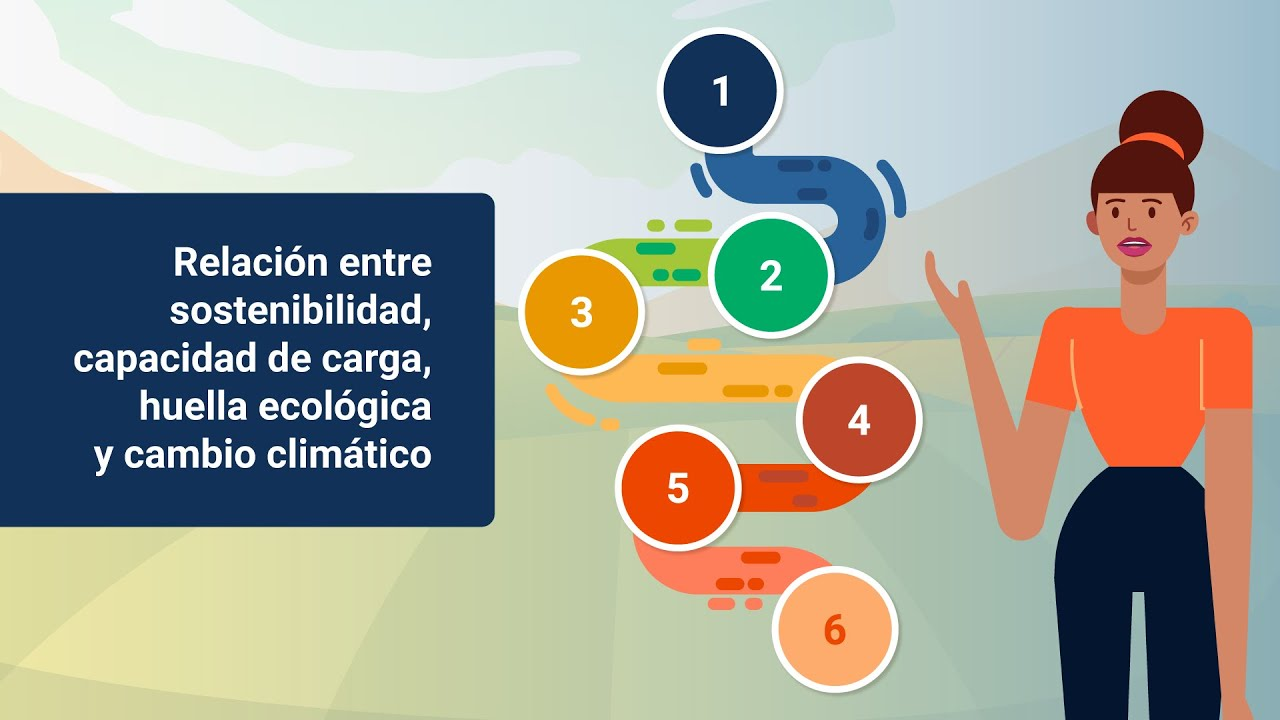 Relación entre
sostenibilidad,
capacidad de carga,
huella ecológica
y cambio climático
1
2
3
4
5
6